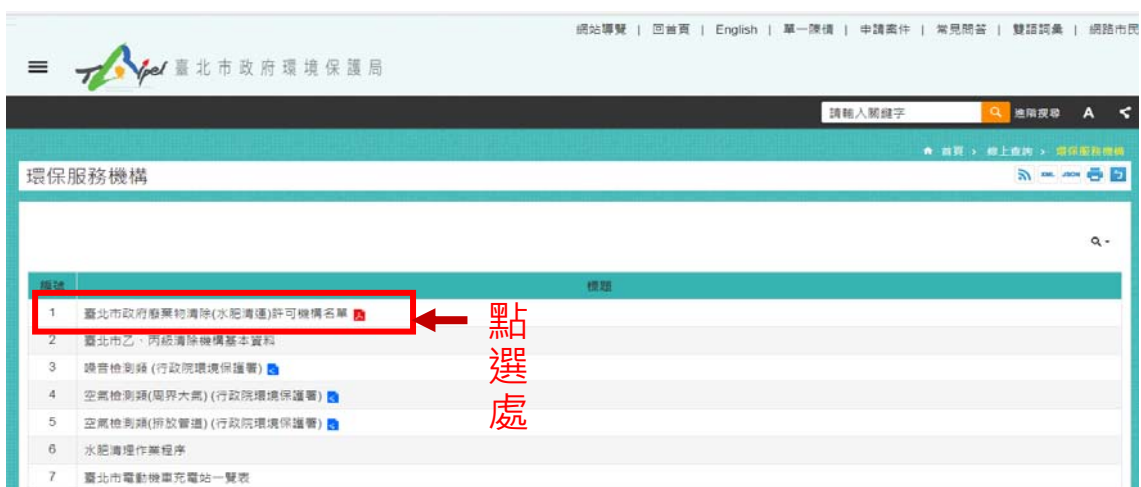 網站導覽 | 回首頁 | English | 單一陳情 | 申請案件 | 常見問答 | 雙語詞彙 | 網路市民
Taipei 臺北市政府環境保護局
請輸入關鍵字 進階搜尋 A
首頁 > 線上查詢 > 環保服務機構
環保服務機構
XML JSON
編號 標題
1 臺北市政府廢棄物清除(水肥清運)許可機構名單
2 臺北市乙、丙級清除機構基本資料
3 噪音檢測類 (行政院環境保護署)
4 空氣檢測類(周界大氣) (行政院環境保護署)
5 空氣檢測類(排放管道) (行政院環境保護署)
6 水肥清理作業程序
7 臺北市電動機車充電站一覽表
點
選
處